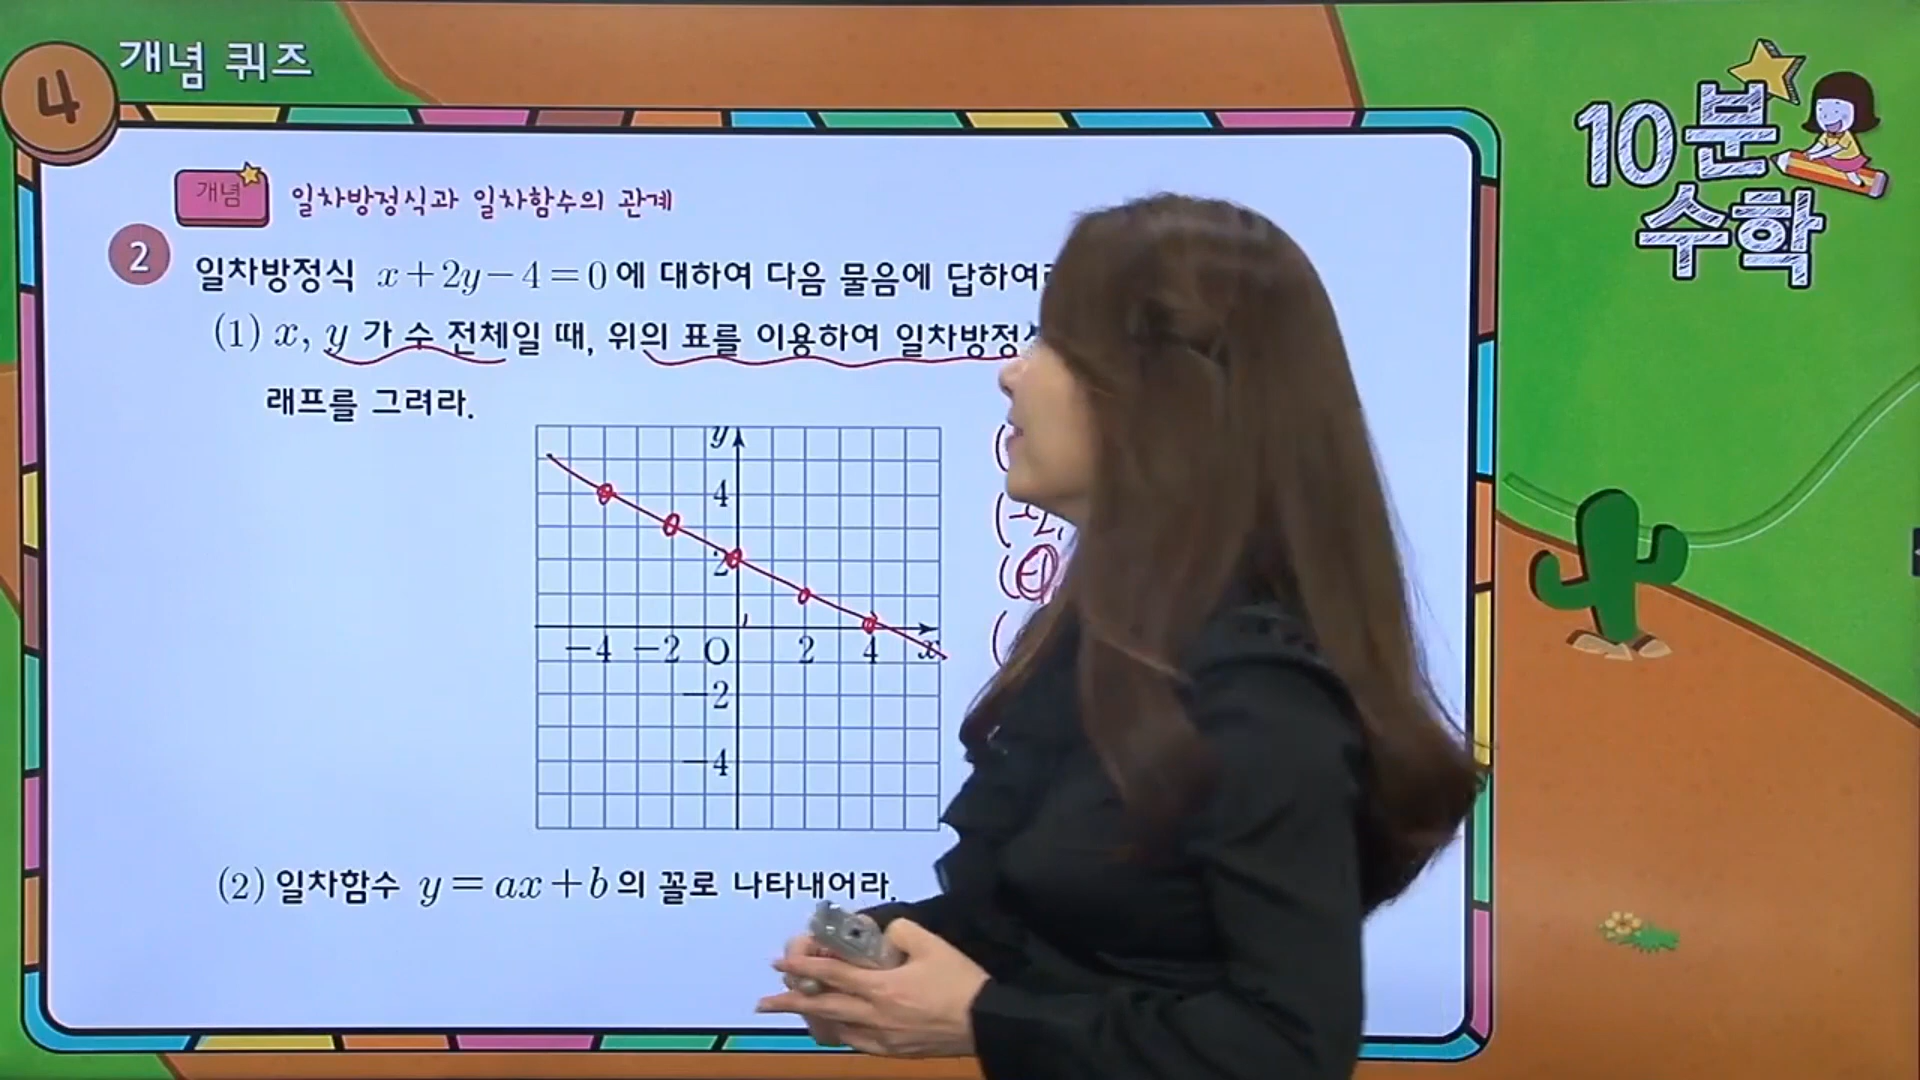 4 개념 퀴즈
10분
수학
개념 일차방정식과 일차함수의 관계
2 일차방정식 x+2y-4=0에 대하여 다음 물음에 답하여
(1) x, y가 수 전체일 때, 위의 표를 이용하여 일차방정
래프를 그려라.
y
4
2
-4 -2 O 2 4 x
-2
-4
(
(-2,
(
(
(2) 일차함수 y=ax+b의 꼴로 나타내어라.